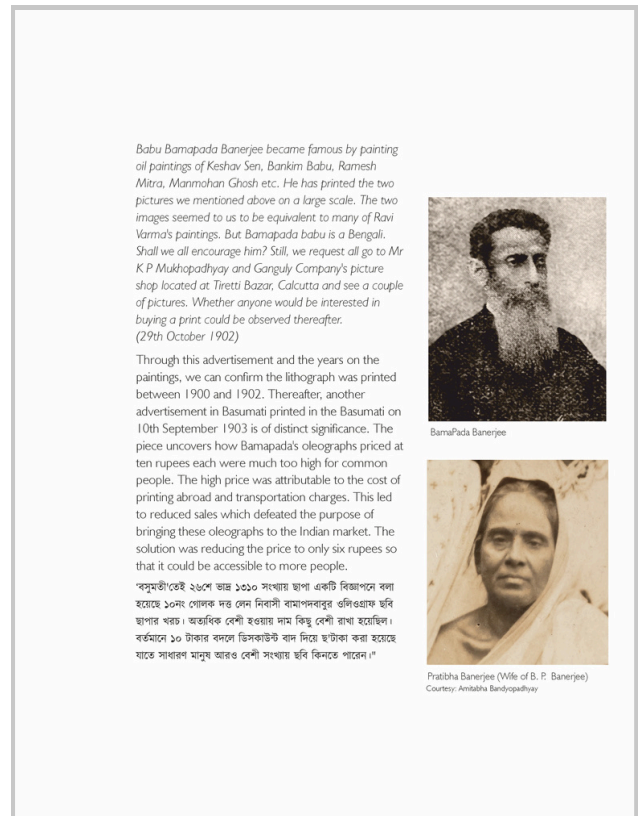 Babu Bamapada Banerjee became famous by painting
oil paintings of Keshav Sen, Bankim Babu, Ramesh
Mitra, Manmohan Ghosh etc. He has printed the two
pictures we mentioned above on a large scale. The two
images seemed to us to be equivalent to many of Ravi
Varma's paintings. But Bamapada babu is a Bengali.
Shall we all encourage him? Still, we request all go to Mr
K P Mukhopadhyay and Ganguly Company's picture
shop located at Tiretti Bazar, Calcutta and see a couple
of pictures. Whether anyone would be interested in
buying a print could be observed thereafter.
(29th October 1902)
Through this advertisement and the years on the
paintings, we can confirm the lithograph was printed
between 1900 and 1902. Thereafter, another
advertisement in Basumati printed in the Basumati on
10th September 1903 is of distinct significance. The
piece uncovers how Bamapada's oleographs priced at
ten rupees each were much too high for common
people. The high price was attributable to the cost of
printing abroad and transportation charges. This led
to reduced sales which defeated the purpose of
bringing these oleographs to the Indian market. The
solution was reducing the price to only six rupees so
that it could be accessible to more people.
'বসুমতী'তেই ২৬শে ভাদ্র ১৩১০ সংখ্যায় ছাপা একটি বিজ্ঞাপনে বলা
হয়েছে ১০নং গোলক দত্ত লেন নিবাসী বামাপদবাবুর ওলিওগ্রাফ ছবি
ছাপার খরচ। অত্যধিক বেশী হওয়ায় দাম কিছু বেশী রাখা হয়েছিল।
বর্তমানে ১০ টাকার বদলে ডিসকাউন্ট বাদ দিয়ে ছ'টাকা করা হয়েছে
যাতে সাধারণ মানুষ আরও বেশী সংখ্যায় ছবি কিনতে পারেন।"
BamaPada Banerjee
Pratibha Banerjee (Wife of B. P. Banerjee)
Courtesy: Amitabha Bandyopadhyay